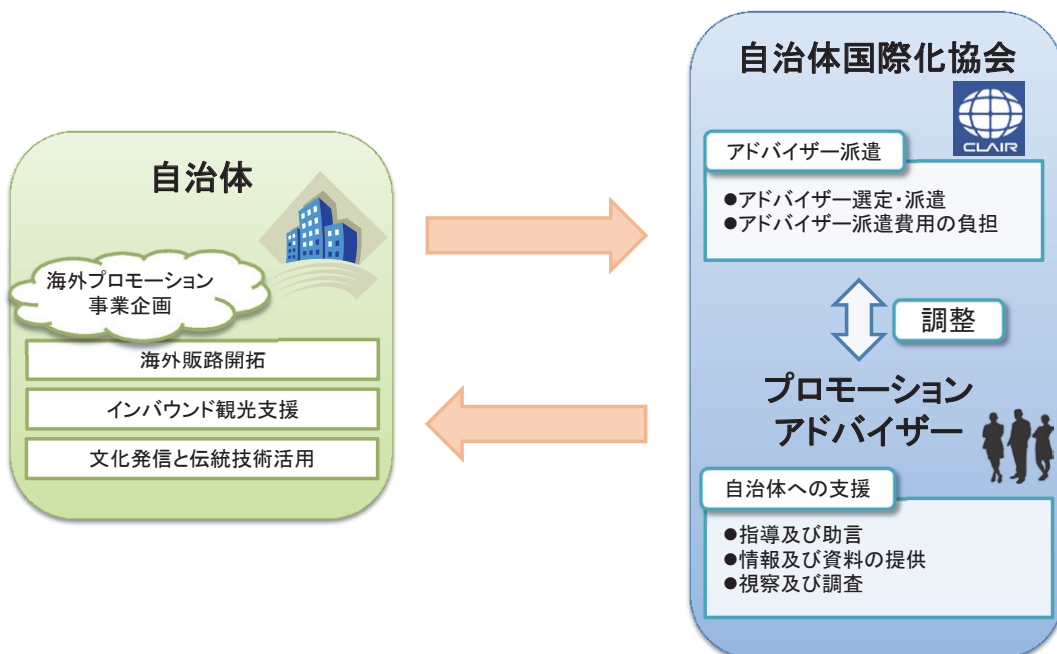 自治体
海外プロモーション
事業企画
海外販路開拓
インバウンド観光支援
文化発信と伝統技術活用
自治体国際化協会
CLAIR
アドバイザー派遣
●アドバイザー選定・派遣
●アドバイザー派遣費用の負担
調整
プロモーション
アドバイザー
自治体への支援
●指導及び助言
●情報及び資料の提供
●視察及び調査